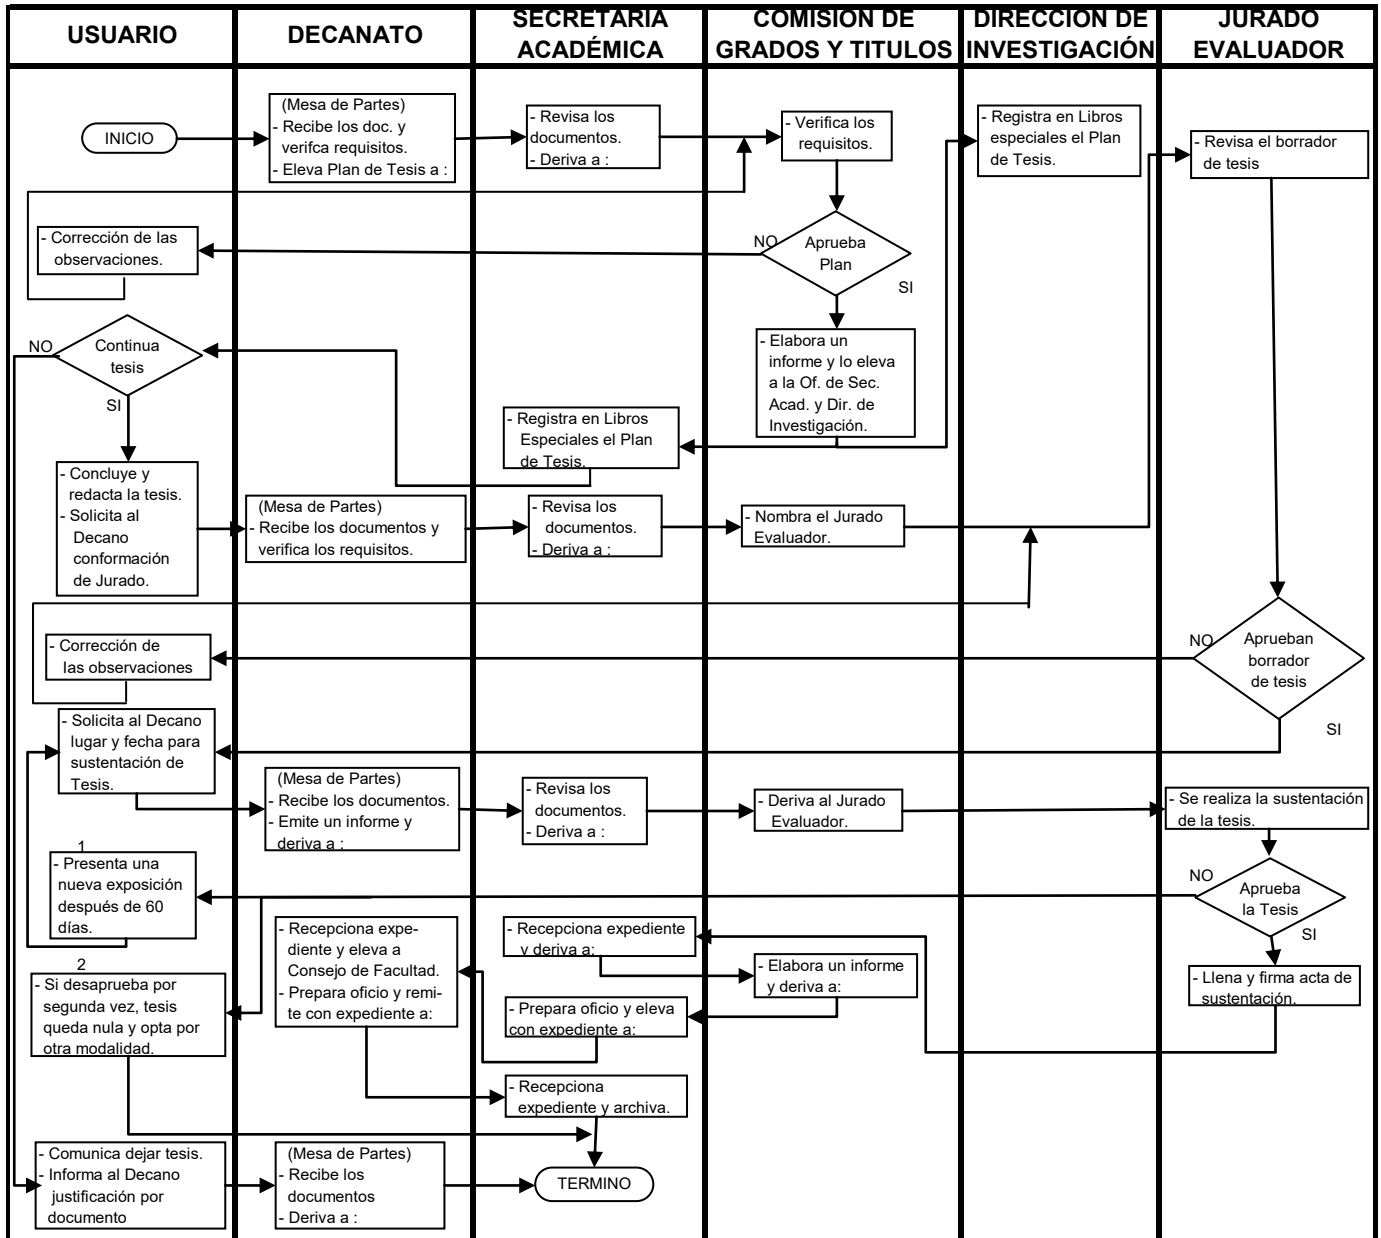 USUARIO
DECANATO
SECRETARIA
ACADÉMICA
COMISION DE
GRADOS Y TITULOS
DIRECCION DE
INVESTIGACIÓN
JURADO
EVALUADOR
INICIO
(Mesa de Partes)
- Recibe los doc. y
verifca requisitos.
- Eleva Plan de Tesis a :
- Revisa los
documentos.
- Deriva a :
- Verifica los
requisitos.
- Registra en Libros
especiales el Plan
de Tesis.
- Revisa el borrador
de tesis
- Corrección de las
observaciones.
NO
Aprueba
Plan
SI
NO
Continua
tesis
SI
- Elabora un
informe y lo eleva
a la Of. de Sec.
Acad. y Dir. de
Investigación.
- Registra en Libros
Especiales el Plan
de Tesis.
- Concluye y
redacta la tesis.
- Solicita al
Decano
conformación
de Jurado.
(Mesa de Partes)
- Recibe los documentos y
verifica los requisitos.
- Revisa los
documentos.
- Deriva a :
- Nombra el Jurado
Evaluador.
- Corrección de
las observaciones
NO
Aprueban
borrador
de tesis
SI
- Solicita al Decano
lugar y fecha para
sustentación de
Tesis.
(Mesa de Partes)
- Recibe los documentos.
- Emite un informe y
deriva a :
- Revisa los
documentos.
- Deriva a :
- Deriva al Jurado
Evaluador.
- Se realiza la sustentación
de la tesis.
1
- Presenta una
nueva exposición
después de 60
días.
NO
Aprueba
la Tesis
SI
- Recepciona expe-
diente y eleva a
Consejo de Facultad.
- Prepara oficio y remi-
te con expediente a:
- Recepciona expediente
y deriva a:
- Elabora un informe
y deriva a:
- Llena y firma acta de
sustentación.
2
- Si desaprueba por
segunda vez, tesis
queda nula y opta por
otra modalidad.
- Prepara oficio y eleva
con expediente a:
- Recepciona
expediente y archiva.
- Comunica dejar tesis.
- Informa al Decano
justificación por
documento
(Mesa de Partes)
- Recibe los
documentos
- Deriva a :
TERMINO